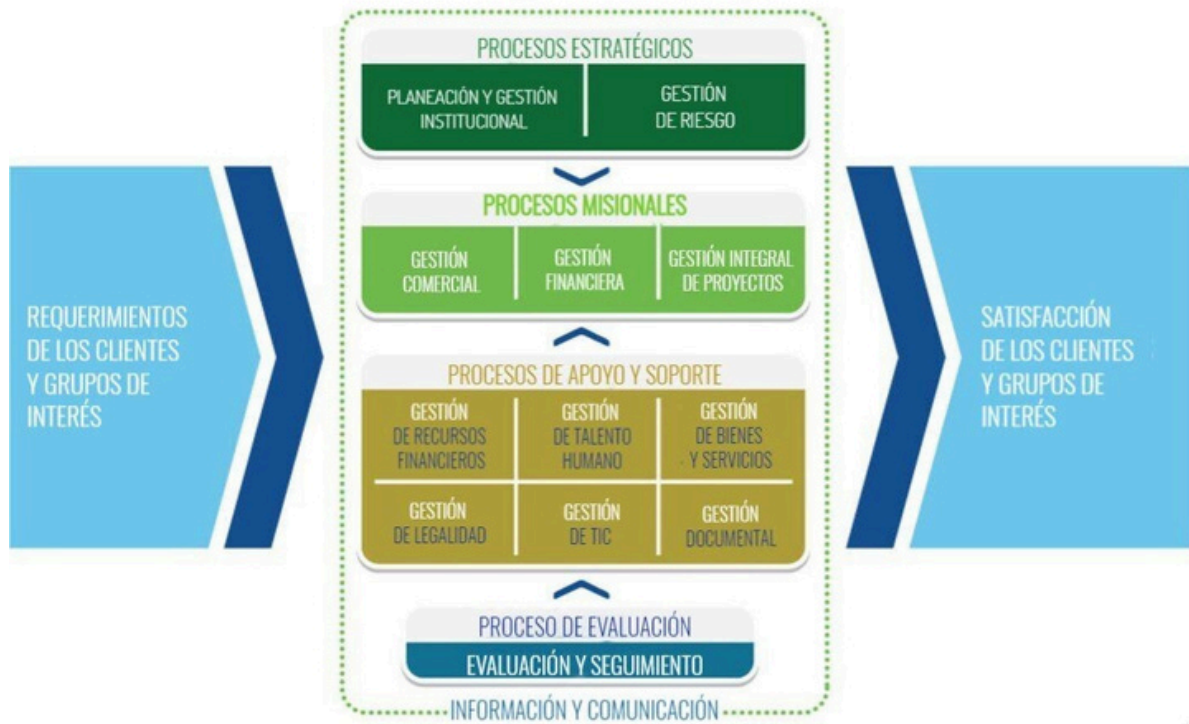 PROCESOS ESTRATÉGICOS
PLANEACIÓN Y GESTIÓN
INSTITUCIONAL
GESTIÓN
DE RIESGO
PROCESOS MISIONALES
GESTIÓN
COMERCIAL
GESTIÓN
FINANCIERA
GESTIÓN INTEGRAL
DE PROYECTOS
REQUERIMIENTOS
DE LOS CLIENTES
Y GRUPOS DE
INTERÉS
SATISFACCIÓN
DE LOS CLIENTES
Y GRUPOS DE
INTERÉS
PROCESOS DE APOYO Y SOPORTE
GESTIÓN
DE RECURSOS
FINANCIEROS
GESTIÓN
DE TALENTO
HUMANO
GESTIÓN
DE BIENES
Y SERVICIOS
GESTIÓN
DE LEGALIDAD
GESTIÓN
DE TIC
GESTIÓN
DOCUMENTAL
PROCESO DE EVALUACIÓN
EVALUACIÓN Y SEGUIMIENTO
INFORMACIÓN Y COMUNICACIÓN